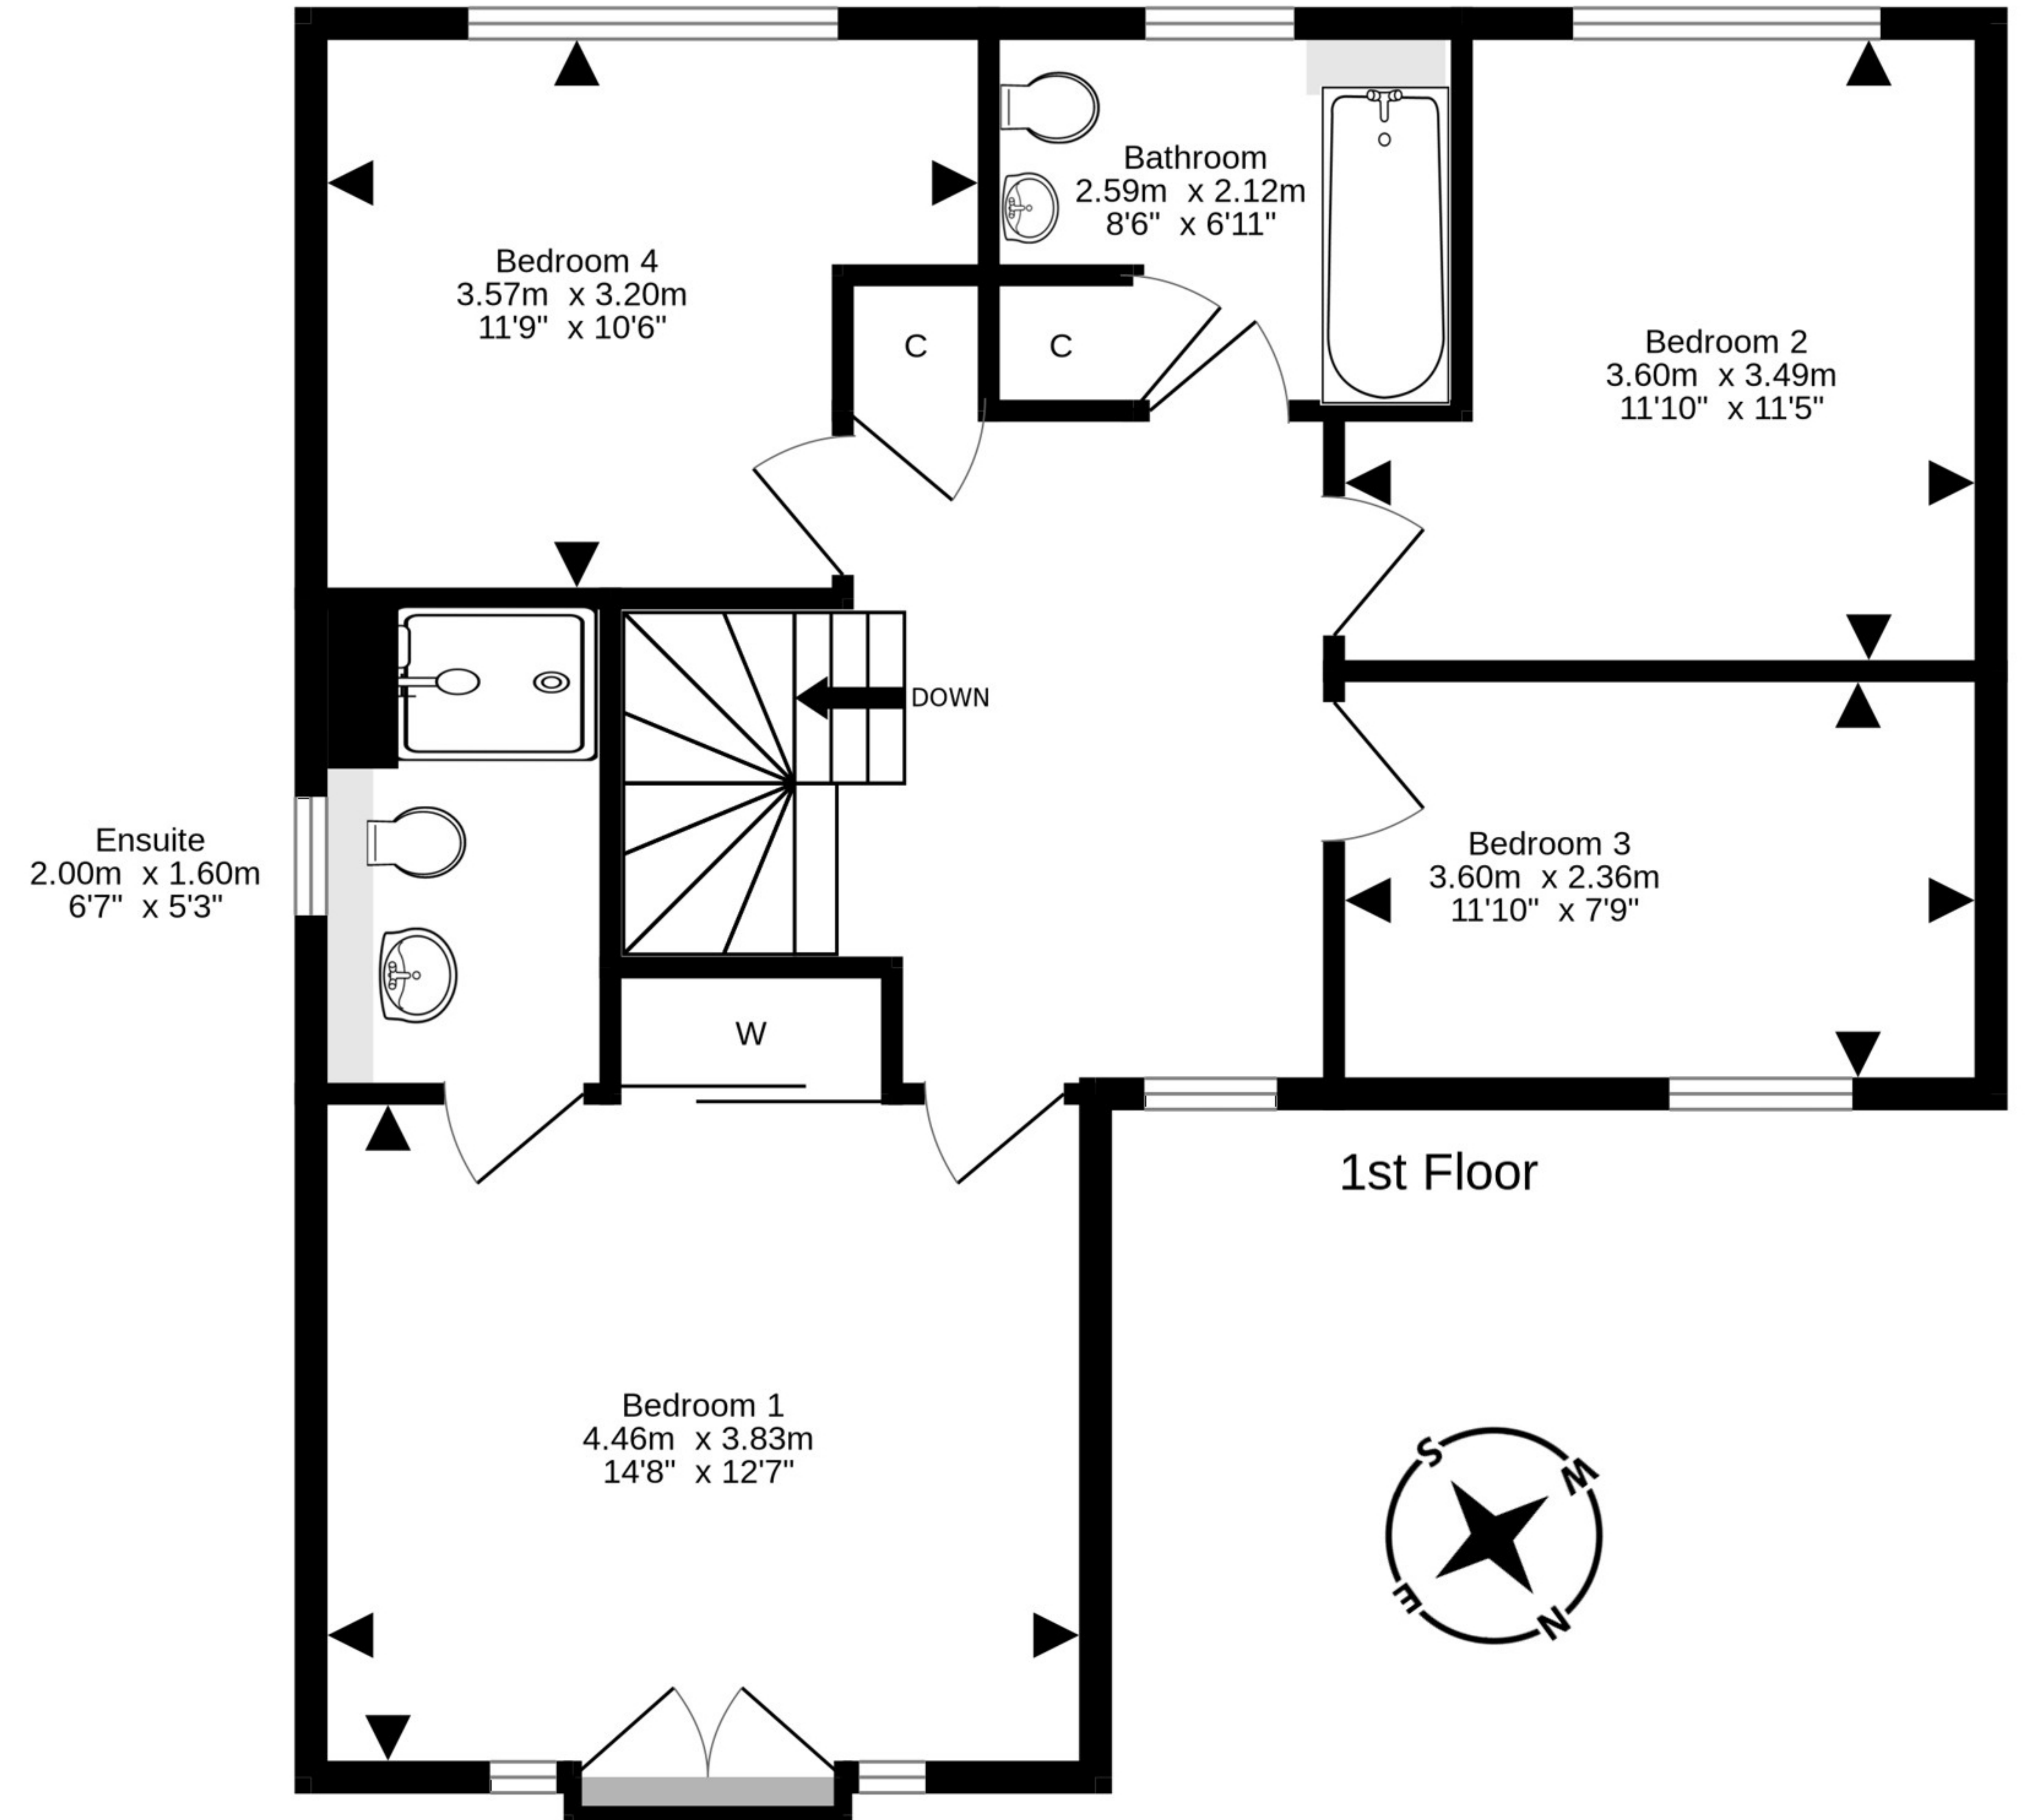 Bathroom
2.59m x 2.12m
8'6" x 6'11"
Bedroom 4
3.57m x 3.20m
11'9" x 10'6"
C
C
Bedroom 2
3.60m x 3.49m
11'10" x 11'5"
DOWN
Ensuite
2.00m x 1.60m
6'7" x 5'3"
Bedroom 3
3.60m x 2.36m
11'10" x 7'9"
W
1st Floor
Bedroom 1
4.46m x 3.83m
14'8" x 12'7"
S
W
E
N